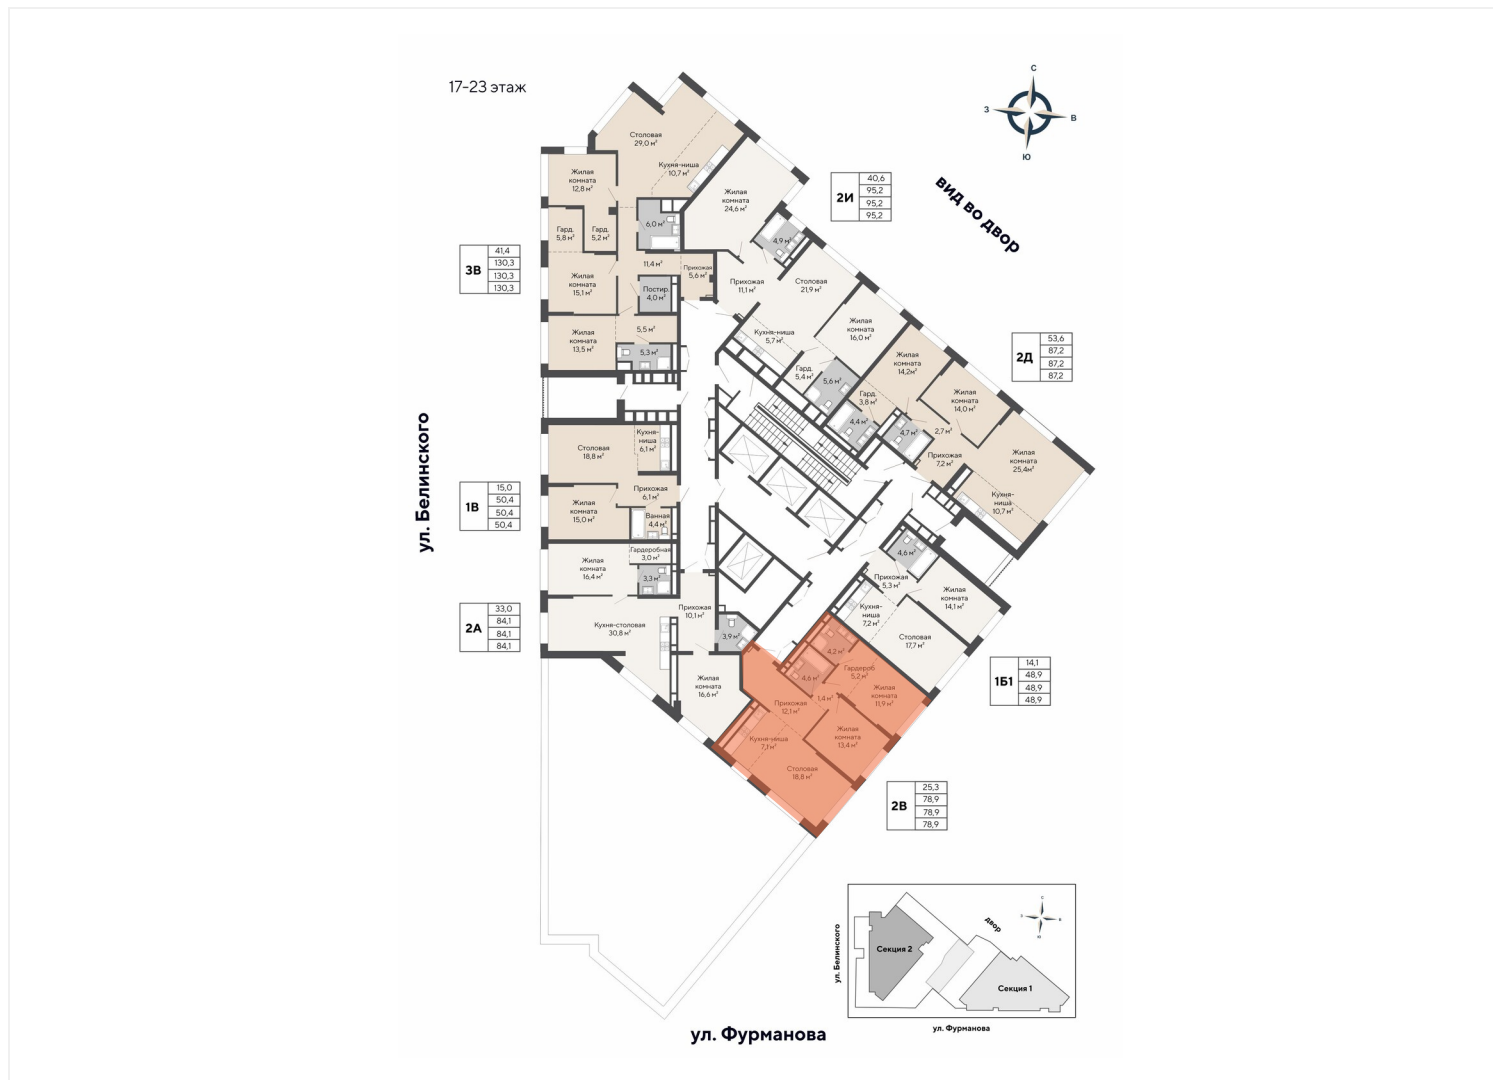 17-23 этаж
С
З
В
Ю
вид во двор
2И
40,6
95,2
95,2
95,2
3В
41,4
130,3
130,3
130,3
2Д
53,6
87,2
87,2
87,2
1В
15,0
50,4
50,4
50,4
2А
33,0
84,1
84,1
84,1
1Б1
14,1
48,9
48,9
48,9
2В
25,3
78,9
78,9
78,9
ул. Белинского
Столовая
29,0 м²
Кухня-ниша
10,7 м²
Жилая
комната
12,8 м²
Гард.
5,8 м²
Гард.
5,2 м²
6,0 м²
11,4 м²
Прихожая
5,6 м²
Жилая
комната
15,1 м²
Постир.
4,0 м²
Жилая
комната
13,5 м²
5,5 м²
5,3 м²
Жилая
комната
24,6 м²
4,9 м²
Прихожая
11,1 м²
Столовая
21,9 м²
Кухня-ниша
5,7 м²
Жилая
комната
16,0 м²
Гард.
5,4 м²
5,6 м²
Жилая
комната
14,2м²
Гард.
3,8 м²
4,4 м²
Жилая
комната
14,0 м²
4,7 м²
2,7 м²
Прихожая
7,2 м²
Жилая
комната
25,4м²
Кухня-
ниша
10,7 м²
Столовая
18,8 м²
Кухня-
ниша
6,1 м²
Прихожая
6,1 м²
Жилая
комната
15,0 м²
Ванная
4,4 м²
Жилая
комната
16,4 м²
Гардеробная
3,0 м²
3,3 м²
Кухня-столовая
30,8 м²
Прихожая
10,1 м²
3,9 м²
Жилая
комната
16,6 м²
4,6 м²
Прихожая
5,3 м²
Жилая
комната
14,1 м²
Кухня-
ниша
7,2 м²
Столовая
17,7 м²
4,2 м²
4,6 м²
Гардероб
5,2 м²
1,4 м²
Жилая
комната
11,9 м²
Прихожая
12,1 м²
Жилая
комната
13,4 м²
Кухня-ниша
7,1 м²
Столовая
18,8 м²
ул. Фурманова
ул. Белинского
Секция 2
двор
Секция 1
ул. Фурманова